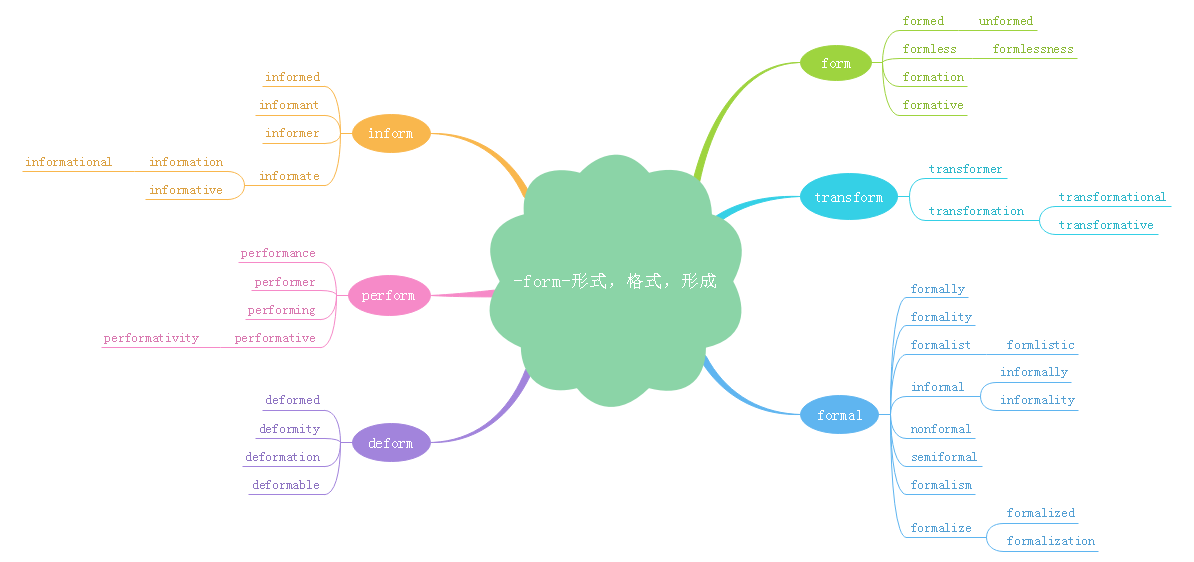 -form-形式，格式，形成
form
formed
unformed
formless
formlessness
formation
formative
transform
transformer
transformation
transformational
transformative
formal
formally
formality
formalist
formlistic
informal
informally
informality
nonformal
semiformal
formalism
formalize
formalized
formalization
inform
informed
informant
informer
informate
information
informational
informative
perform
performance
performer
performing
performative
performativity
deform
deformed
deformity
deformation
deformable